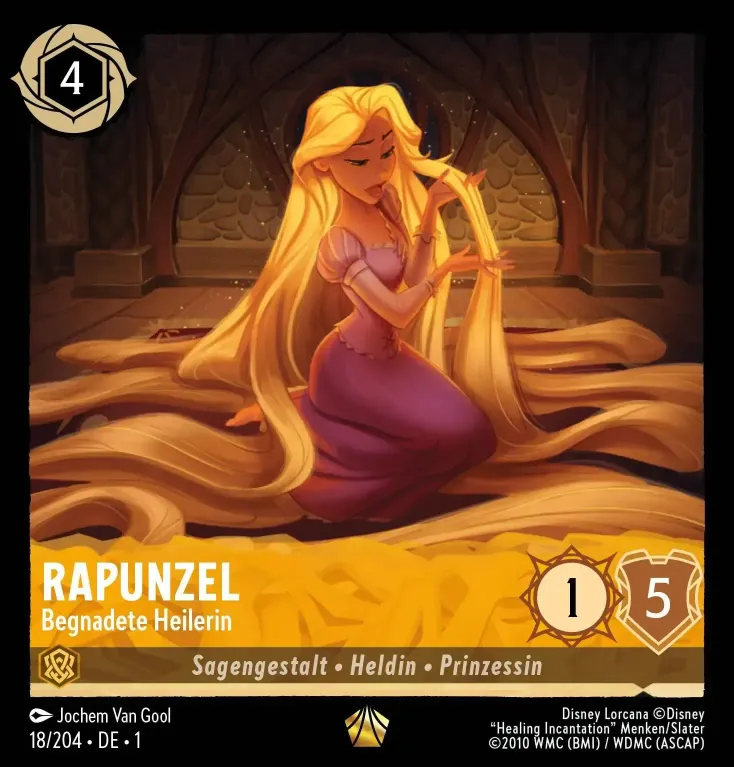 4
RAPUNZEL
Begnadete Heilerin
1
5
Sagengestalt • Heldin • Prinzessin
Jochem Van Gool
18/204 • DE • 1
Disney Lorcana ©Disney
“Healing Incantation” Menken/Slater
©2010 WMC (BMI) / WDMC (ASCAP)